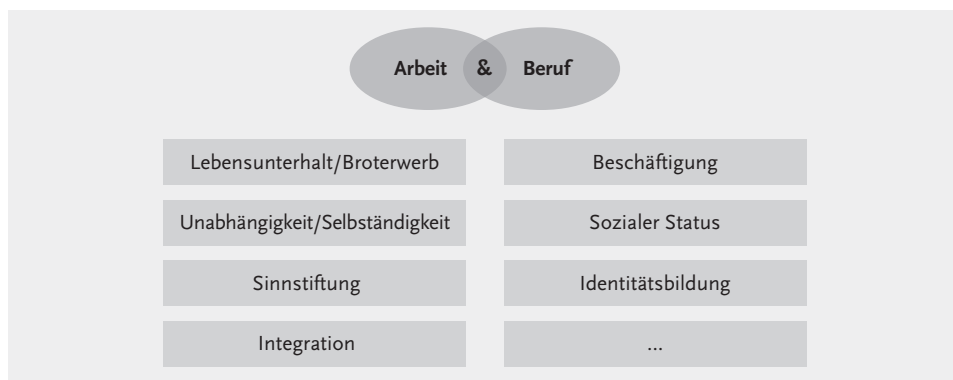 Arbeit & Beruf
Lebensunterhalt/Broterwerb
Beschäftigung
Unabhängigkeit/Selbständigkeit
Sozialer Status
Sinnstiftung
Identitätsbildung
Integration
...